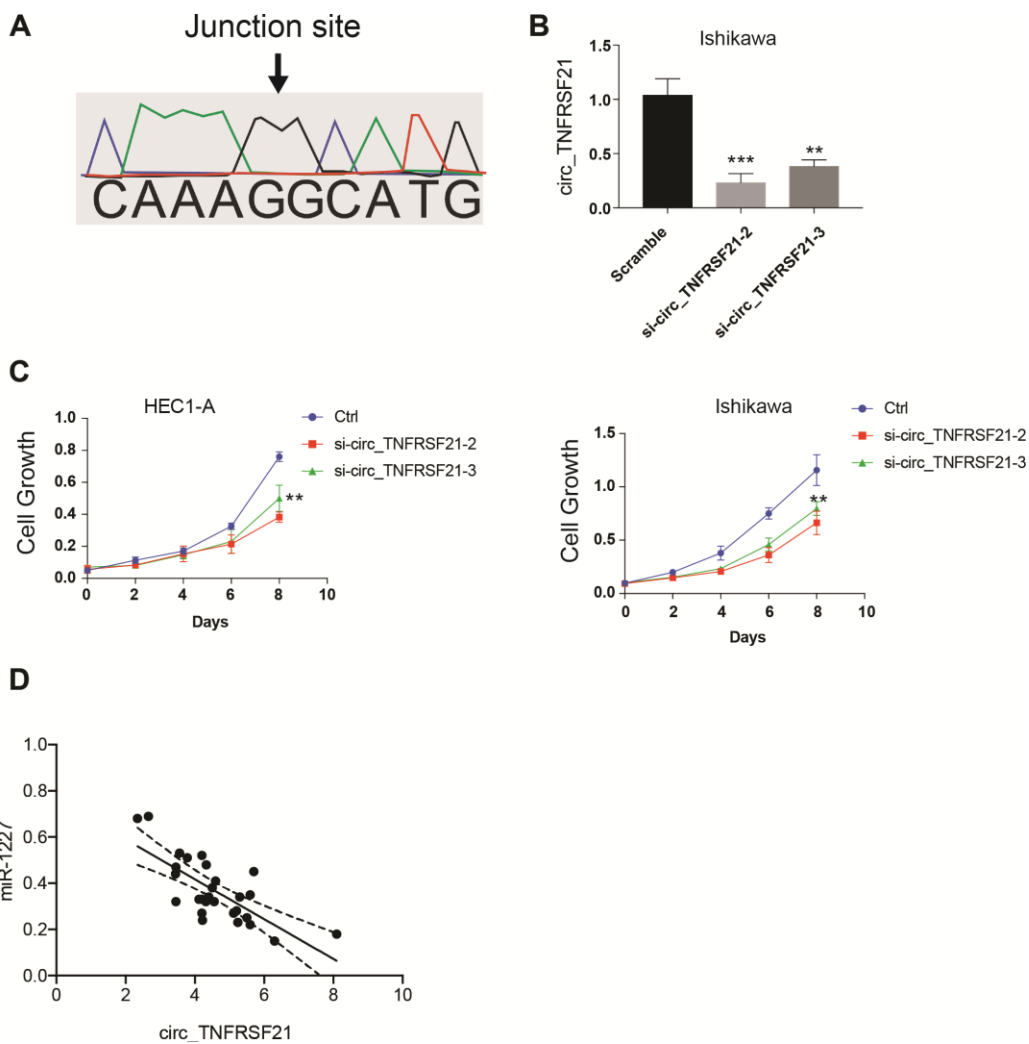 A
Junction site
CAAAGGCATG
B
Ishikawa
circ_TNFRSF21
1.5
1.0
0.5
0.0
***
**
Scramble
si-circ_TNFRSF21-2
si-circ_TNFRSF21-3
C
HEC1-A
Cell Growth
1.0
0.8
0.6
0.4
0.2
0.0
0 2 4 6 8 10
Days
Ctrl
si-circ_TNFRSF21-2
si-circ_TNFRSF21-3
**
Ishikawa
Cell Growth
1.5
1.0
0.5
0.0
0 2 4 6 8 10
Days
Ctrl
si-circ_TNFRSF21-2
si-circ_TNFRSF21-3
**
D
miR-1227
1.0
0.8
0.6
0.4
0.2
0.0
0 2 4 6 8 10
circ_TNFRSF21